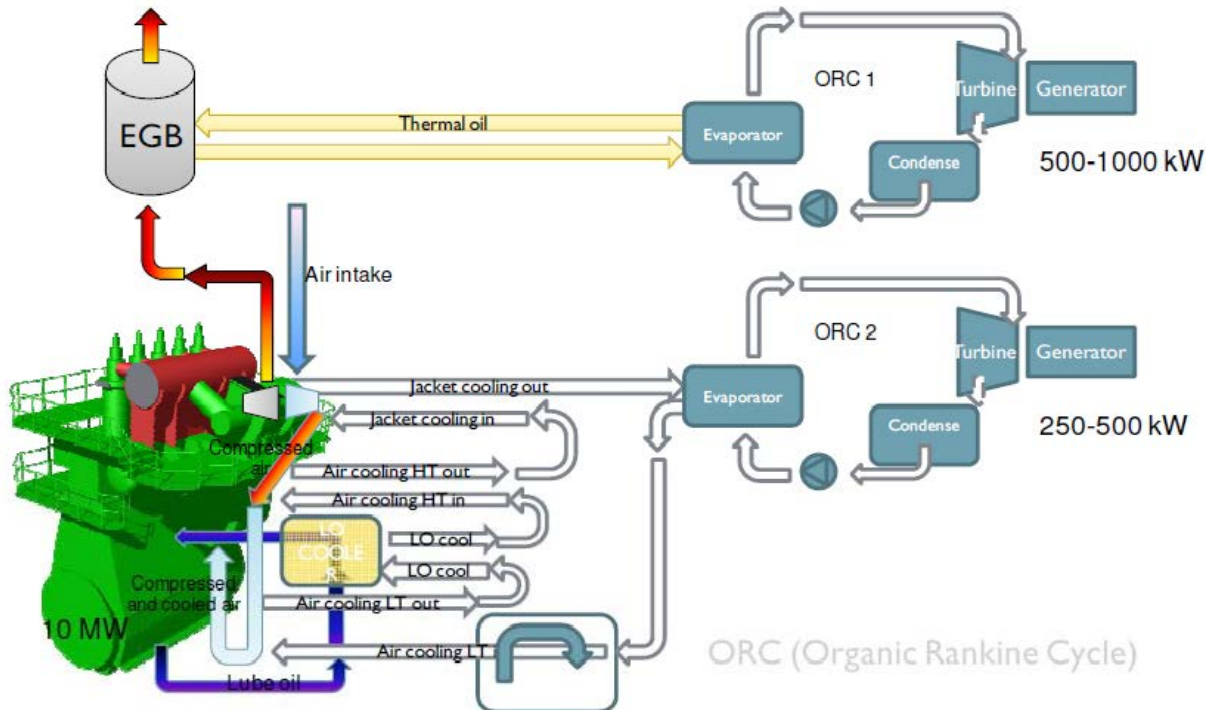 ORC 1
Turbine
Generator
EGB
Thermal oil
Evaporator
Condense
500-1000 kW
Air intake
ORC 2
Turbine
Generator
Jacket cooling out
Evaporator
Jacket cooling in
Condense
250-500 kW
Compressed
air
Air cooling HT out
Air cooling HT in
LO
COOLE
R
LO cool
LO cool
Compressed
and cooled air
Air cooling LT out
10 MW
Air cooling LT
ORC (Organic Rankine Cycle)
Lube oil